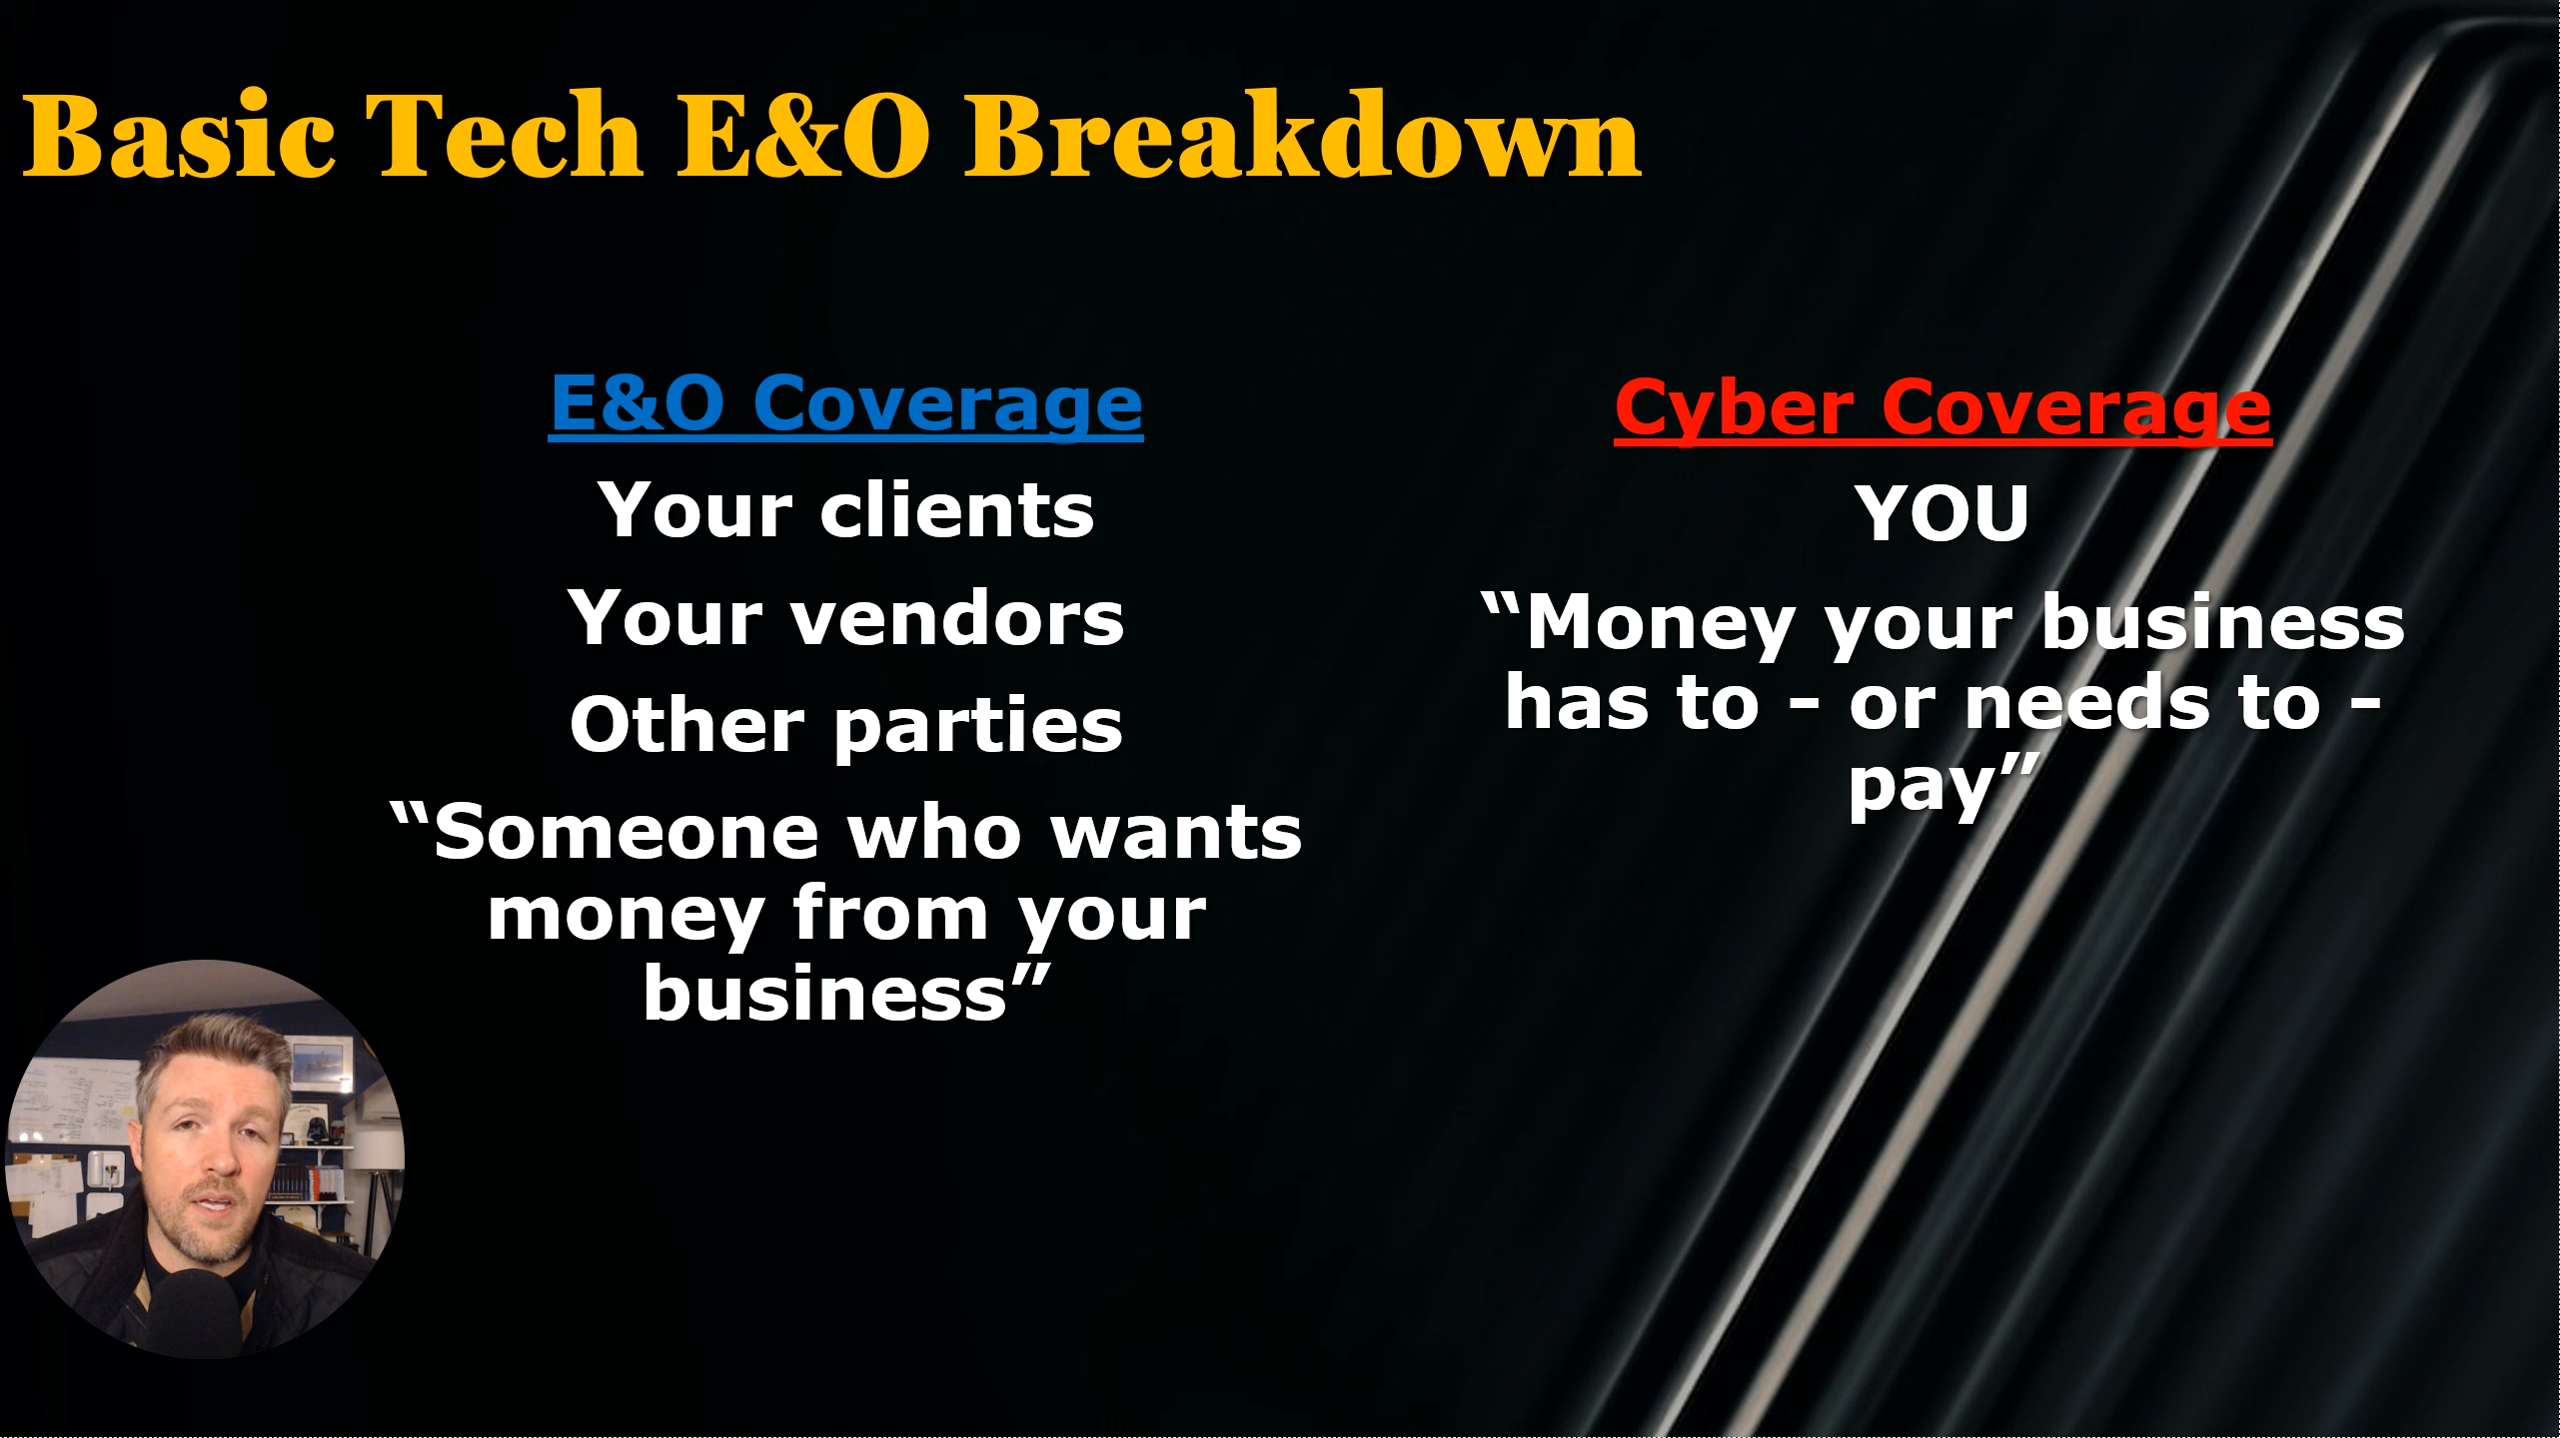 Basic Tech E&O Breakdown
E&O Coverage
Your clients
Your vendors
Other parties
“Someone who wants
money from your
business”
Cyber Coverage
YOU
“Money your business
has to - or needs to -
pay”